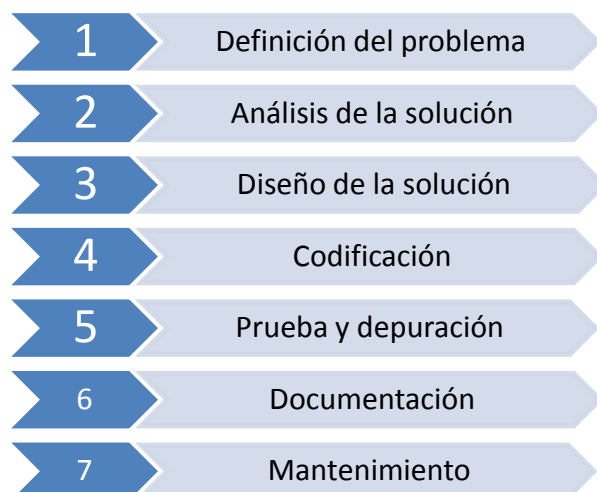 1 Definición del problema
2 Análisis de la solución
3 Diseño de la solución
4 Codificación
5 Prueba y depuración
6 Documentación
7 Mantenimiento